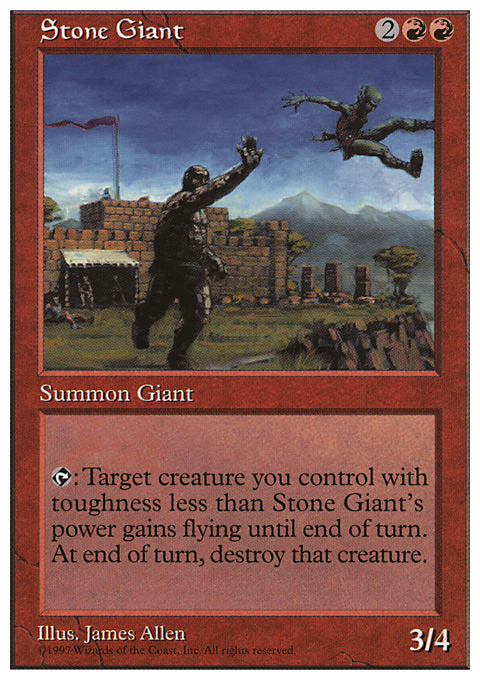 Stone Giant 2
Summon Giant
: Target creature you control with
toughness less than Stone Giant's
power gains flying until end of turn.
At end of turn, destroy that creature.
Illus. James Allen
©1997 Wizards of the Coast, Inc. All rights reserved.
3/4